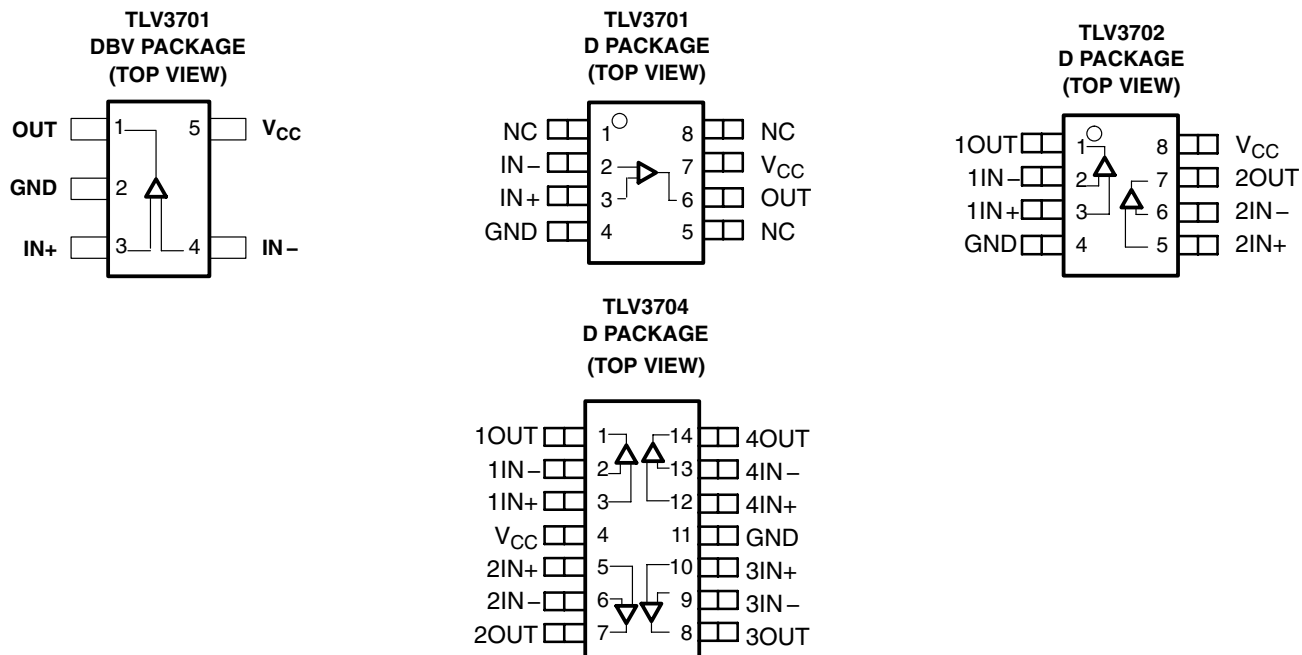 TLV3701
DBV PACKAGE
(TOP VIEW)
OUT 1 5 VCC
GND 2
IN+ 3 4 IN−
TLV3701
D PACKAGE
(TOP VIEW)
NC 1 8 NC
IN− 2 7 VCC
IN+ 3 6 OUT
GND 4 5 NC
TLV3702
D PACKAGE
(TOP VIEW)
1OUT 1 8 VCC
1IN− 2 7 2OUT
1IN+ 3 6 2IN−
GND 4 5 2IN+
TLV3704
D PACKAGE
(TOP VIEW)
1OUT 1 14 4OUT
1IN− 2 13 4IN−
1IN+ 3 12 4IN+
VCC 4 11 GND
2IN+ 5 10 3IN+
2IN− 6 9 3IN−
2OUT 7 8 3OUT